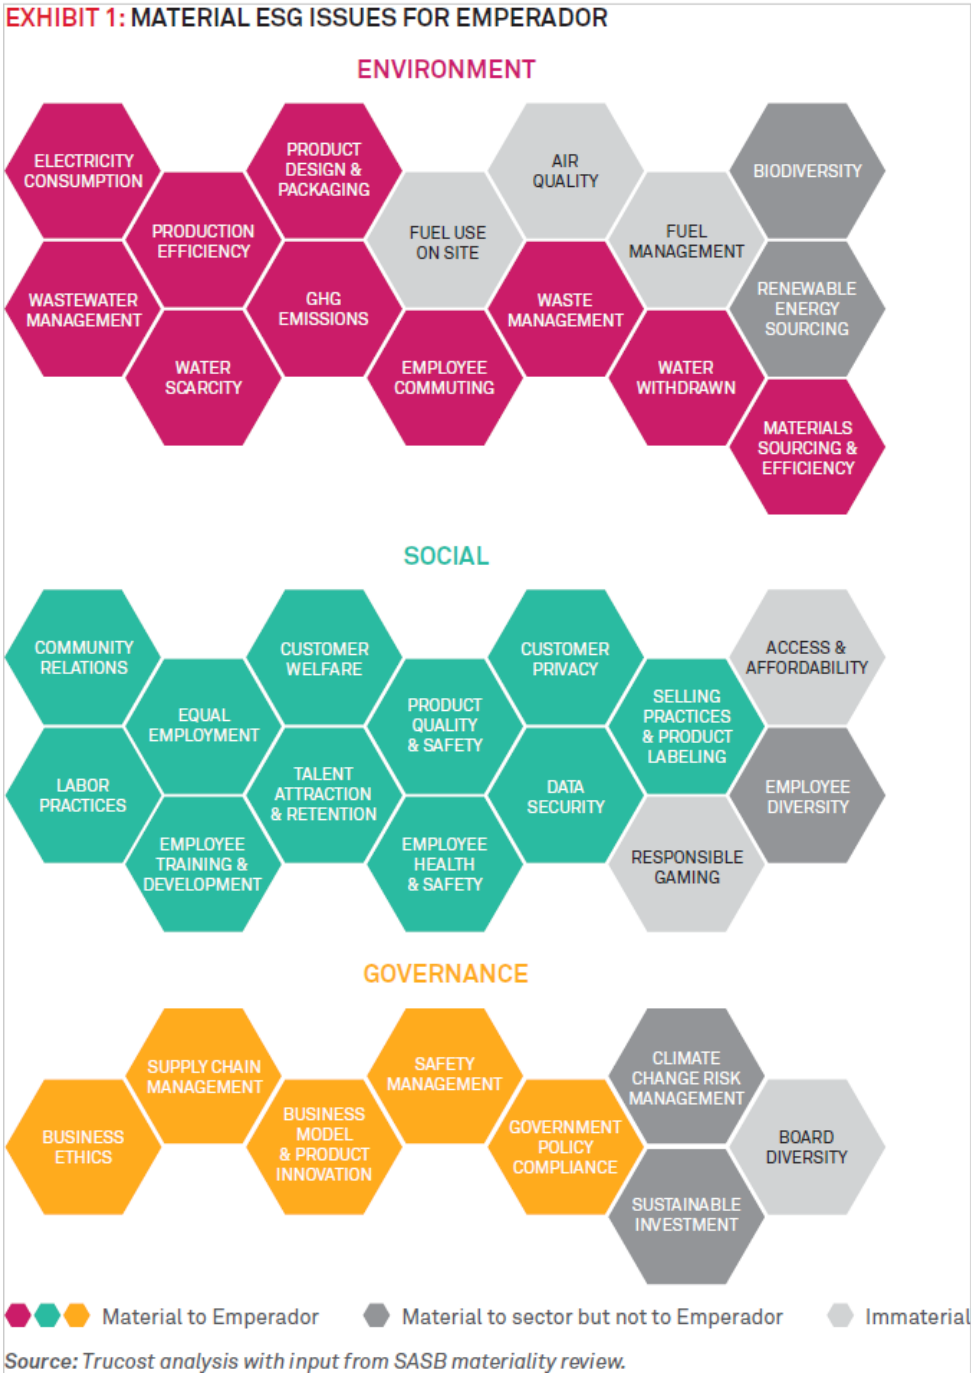 EXHIBIT 1: MATERIAL ESG ISSUES FOR EMPERADOR
ENVIRONMENT
ELECTRICITY
CONSUMPTION
PRODUCTION
EFFICIENCY
PRODUCT
DESIGN &
PACKAGING
FUEL USE
ON SITE
AIR
QUALITY
FUEL
MANAGEMENT
BIODIVERSITY
WASTEWATER
MANAGEMENT
WATER
SCARCITY
GHG
EMISSIONS
EMPLOYEE
COMMUTING
WASTE
MANAGEMENT
WATER
WITHDRAWN
RENEWABLE
ENERGY
SOURCING
MATERIALS
SOURCING &
EFFICIENCY
SOCIAL
COMMUNITY
RELATIONS
EQUAL
EMPLOYMENT
CUSTOMER
WELFARE
PRODUCT
QUALITY
& SAFETY
CUSTOMER
PRIVACY
SELLING
PRACTICES
& PRODUCT
LABELING
ACCESS &
AFFORDABILITY
LABOR
PRACTICES
EMPLOYEE
TRAINING &
DEVELOPMENT
TALENT
ATTRACTION
& RETENTION
EMPLOYEE
HEALTH
& SAFETY
DATA
SECURITY
RESPONSIBLE
GAMING
EMPLOYEE
DIVERSITY
GOVERNANCE
BUSINESS
ETHICS
SUPPLY CHAIN
MANAGEMENT
BUSINESS
MODEL
& PRODUCT
INNOVATION
SAFETY
MANAGEMENT
GOVERNMENT
POLICY
COMPLIANCE
CLIMATE
CHANGE RISK
MANAGEMENT
SUSTAINABLE
INVESTMENT
BOARD
DIVERSITY
Material to Emperador
Material to sector but not to Emperador
Immaterial
Source: Trucost analysis with input from SASB materiality review.